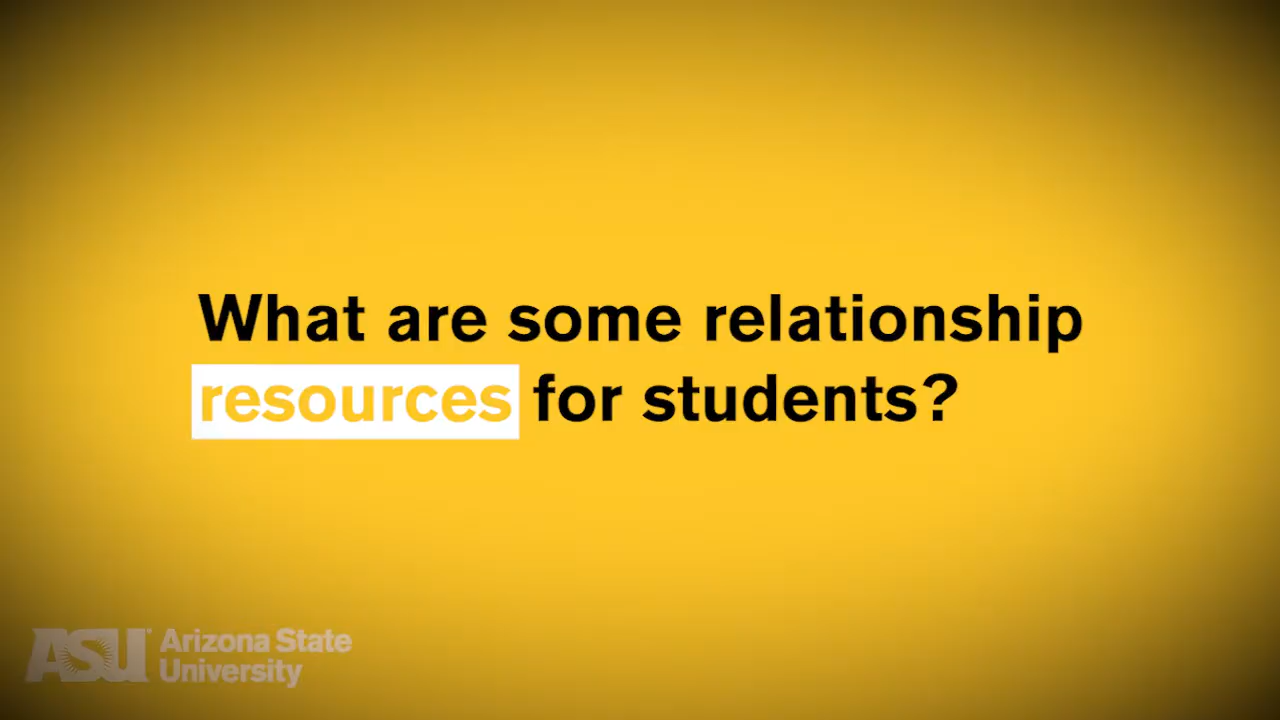 What are some relationship
resources for students?
ASU Arizona State
University